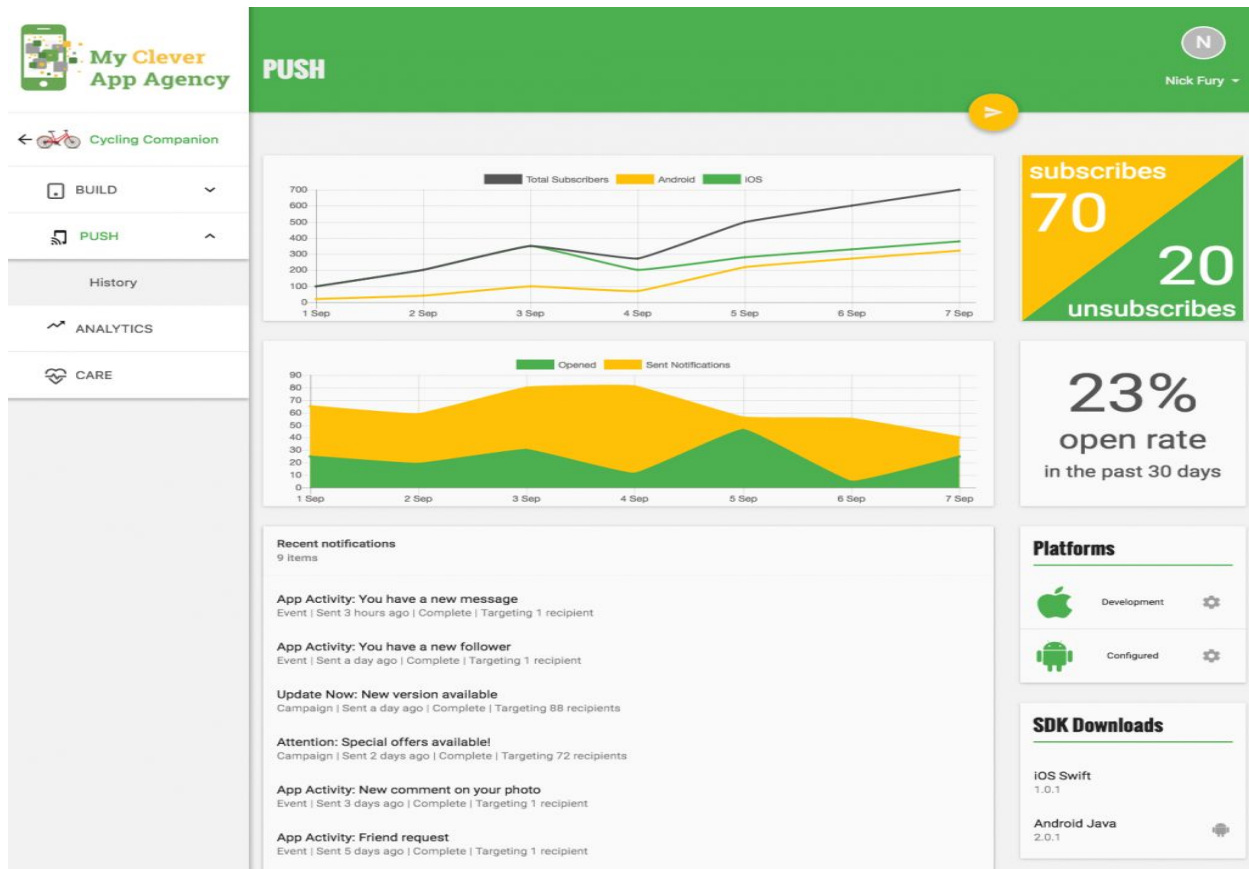 My Clever
App Agency
PUSH
N
Nick Fury
Cycling Companion
BUILD
PUSH
History
ANALYTICS
CARE
Total Subscribers Android iOS
700
600
500
400
300
200
100
0
1 Sep 2 Sep 3 Sep 4 Sep 5 Sep 6 Sep 7 Sep
subscribes
70
20
unsubscribes
Opened Sent Notifications
90
80
70
60
50
40
30
20
10
0
1 Sep 2 Sep 3 Sep 4 Sep 5 Sep 6 Sep 7 Sep
23%
open rate
in the past 30 days
Recent notifications
9 items
App Activity: You have a new message
Event | Sent 3 hours ago | Complete | Targeting 1 recipient
App Activity: You have a new follower
Event | Sent a day ago | Complete | Targeting 1 recipient
Update Now: New version available
Campaign | Sent a day ago | Complete | Targeting 88 recipients
Attention: Special offers available!
Campaign | Sent 2 days ago | Complete | Targeting 72 recipients
App Activity: New comment on your photo
Event | Sent 3 days ago | Complete | Targeting 1 recipient
App Activity: Friend request
Event | Sent 5 days ago | Complete | Targeting 1 recipient
Platforms
Development
Configured
SDK Downloads
iOS Swift
1.0.1
Android Java
2.0.1